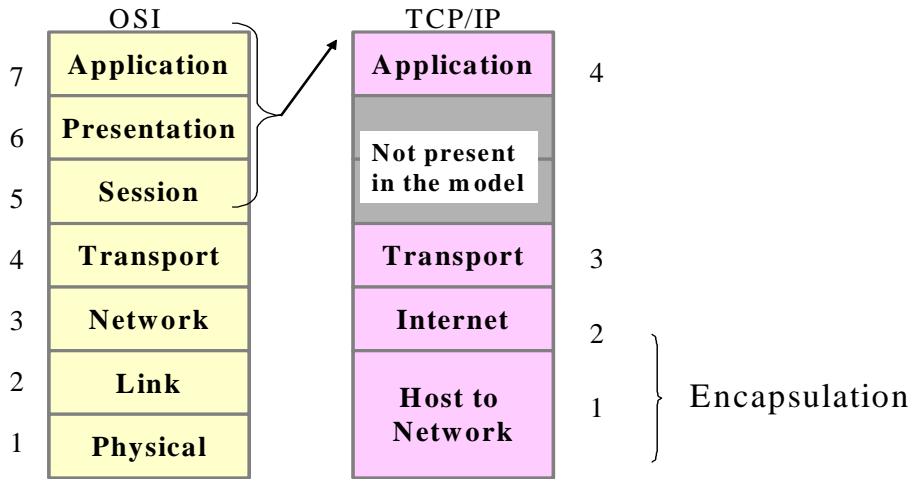 OSI
7 Application
6 Presentation
5 Session
4 Transport
3 Network
2 Link
1 Physical
TCP/IP
Application 4
Not present
in the model
Transport 3
Internet 2
Host to
Network
1
Encapsulation